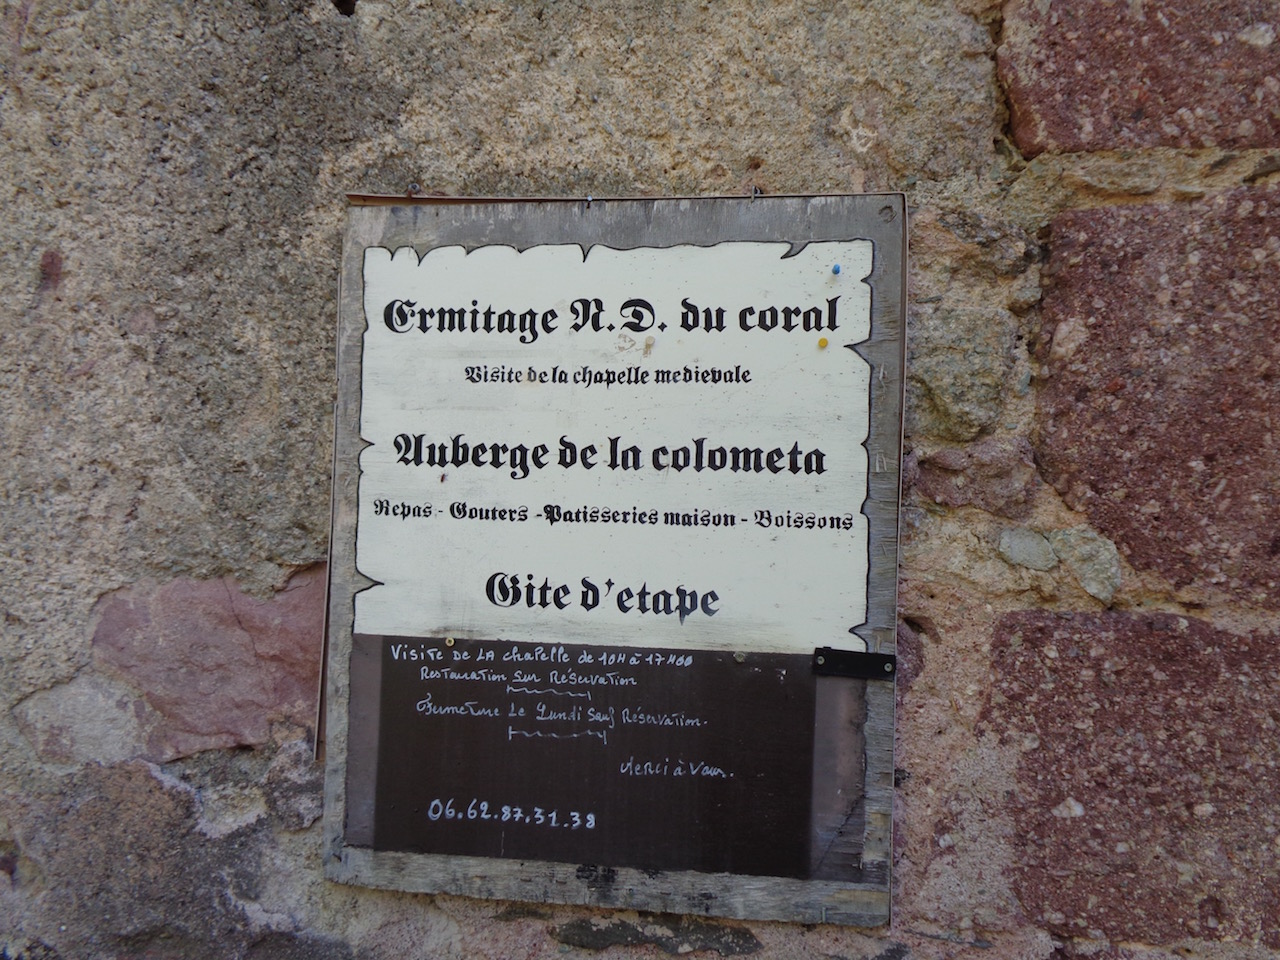 Ermitage N.D. du coral
Visite de la chapelle medievale
Auberge de la colometa
Repas - Gouters - Patisseries maison - Boissons
Gite d'etape
Visite de la chapelle de 10H à 17H00
Restauration sur Réservation
Fermeture Le Lundi Sauf Réservation.
Merci à Vous.
06.62.87.31.38